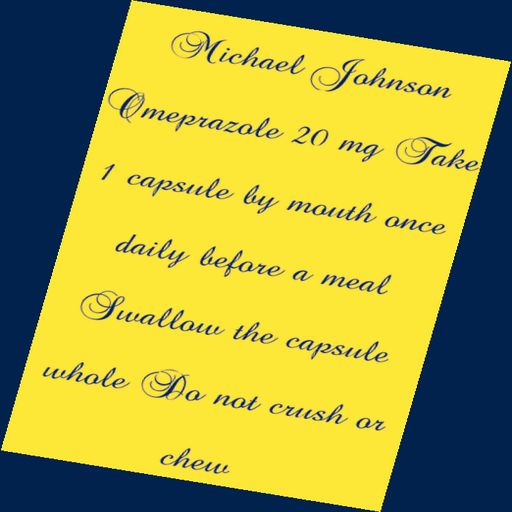 Michael Johnson
Omeprazole 20 mg Take
1 capsule by mouth once
daily before a meal
Swallow the capsule
whole Do not crush or
chew